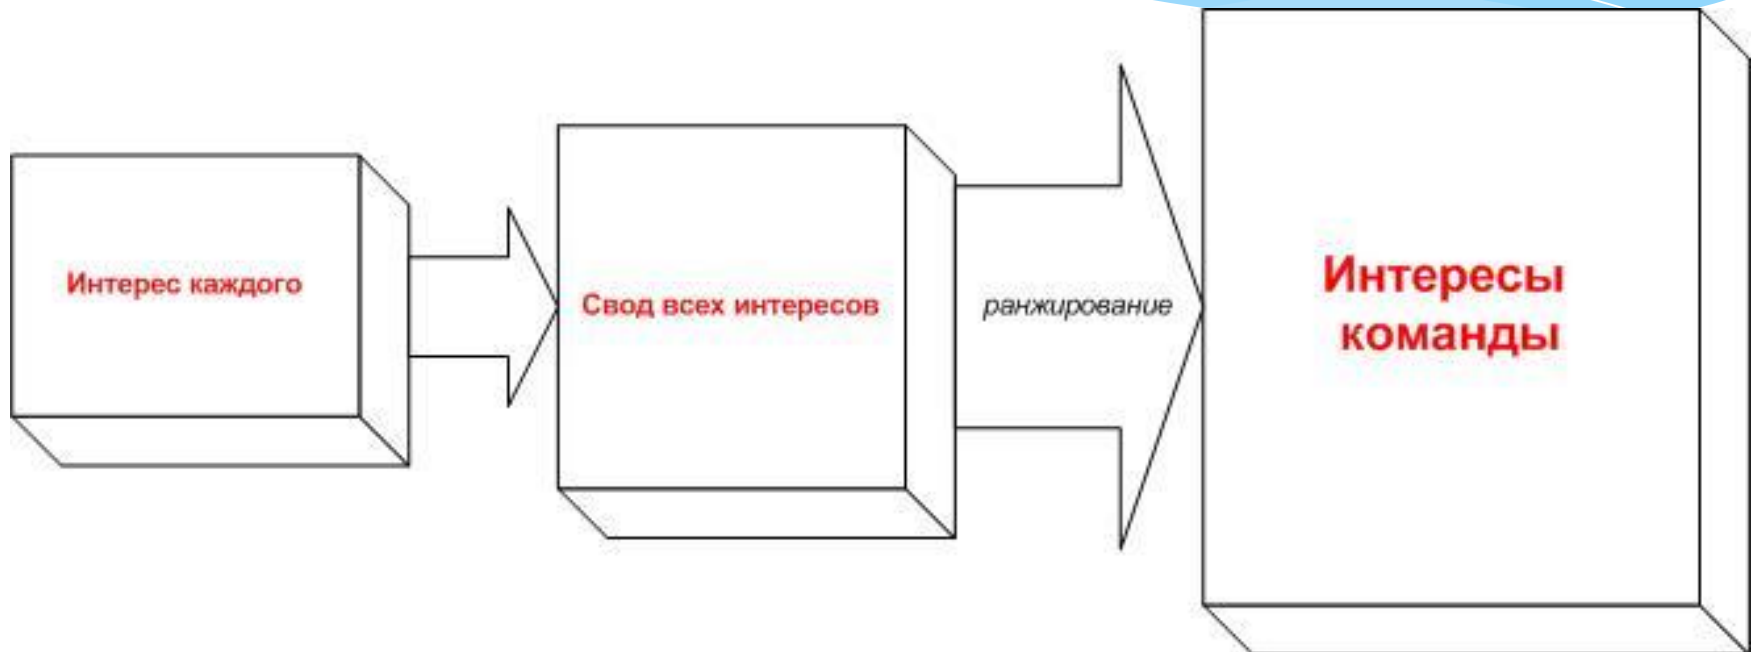 Интерес каждого
Свод всех интересов
ранжирование
Интересы
команды